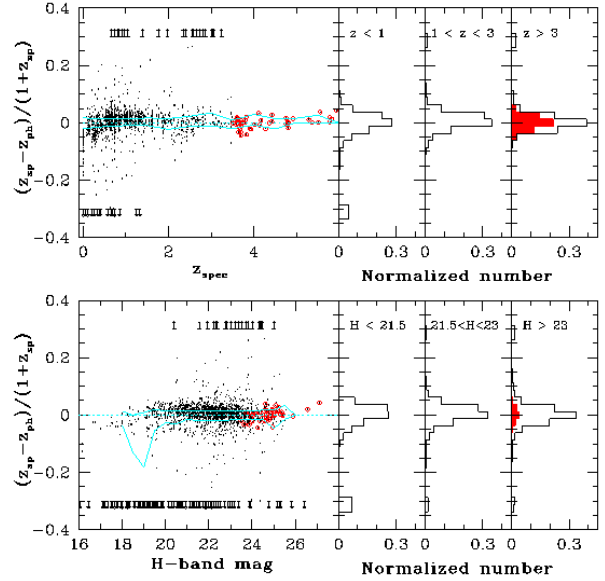 0.4
0.2
0
-0.2
-0.4
(z_sp-z_ph)/(1+z_sp)
z < 1
1 < z < 3
z > 3
0 2 4
0 0.3 0 0.3 0 0.3
z_spec
Normalized number
0.4
0.2
0
-0.2
-0.4
(z_sp-z_ph)/(1+z_sp)
H < 21.5
21.5<H<23
H > 23
16 18 20 22 24 26
0 0.3 0 0.3 0 0.3
H-band mag
Normalized number